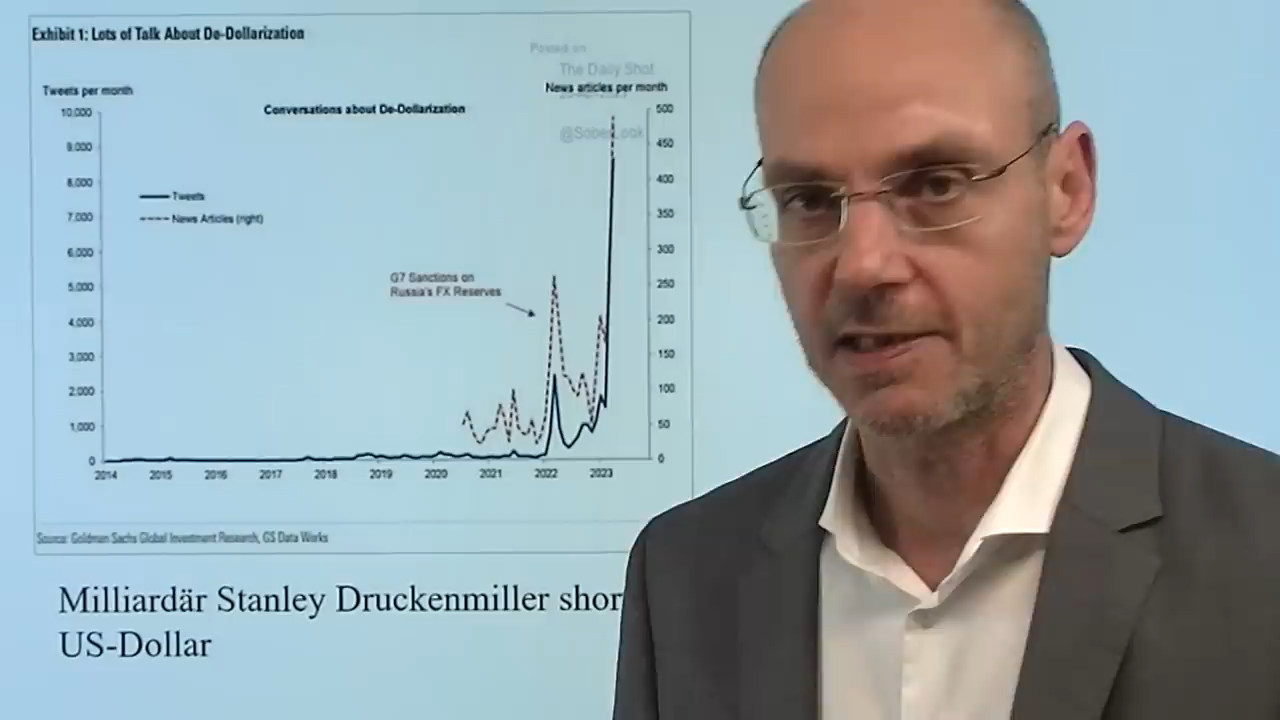 Exhibit 1: Lots of Talk About De-Dollarization
Posted on
The Daily Shot
Tweets per month
News articles per month
Conversations about De-Dollarization
@SoberLook
10,000
9,000
8,000
7,000
6,000
5,000
4,000
3,000
2,000
1,000
0
500
450
400
350
300
250
200
150
100
50
0
Tweets
News Articles (right)
G7 Sanctions on
Russia's FX Reserves
2014 2015 2016 2017 2018 2019 2020 2021 2022 2023
Source: Goldman Sachs Global Investment Research, GS Data Works
Milliardär Stanley Druckenmiller shor
US-Dollar